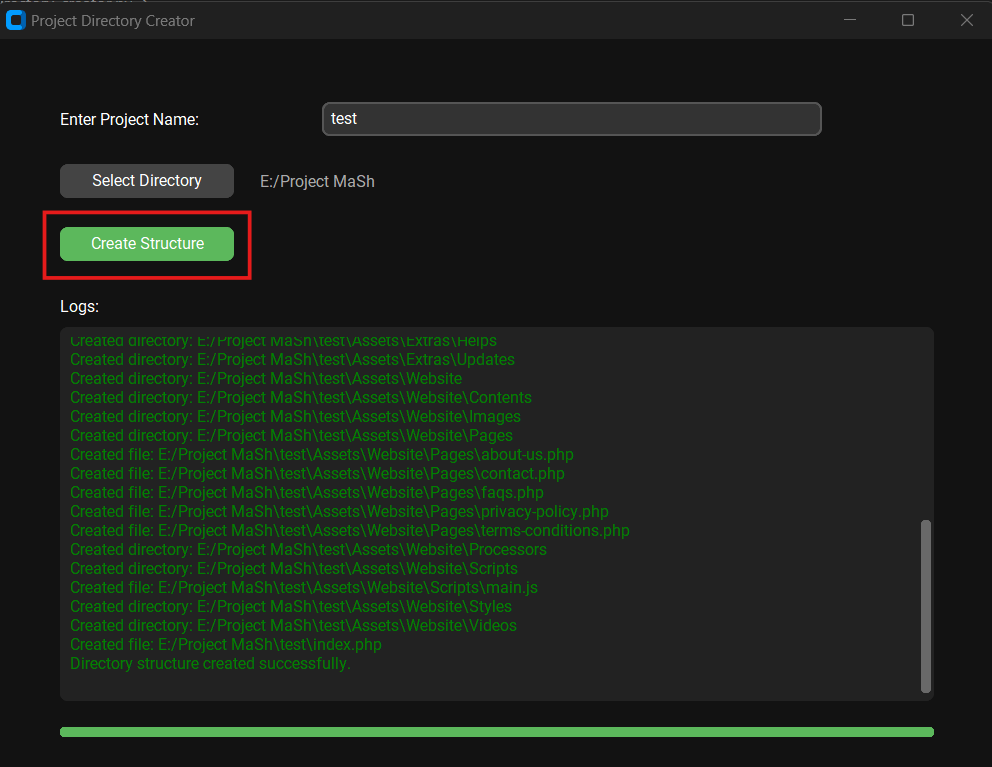 Project Directory Creator
Enter Project Name:
test
Select Directory
E:/Project MaSh
Create Structure
Logs:
Created directory: E:/Project MaSh\test\Assets\Extras\Helps
Created directory: E:/Project MaSh\test\Assets\Extras\Updates
Created directory: E:/Project MaSh\test\Assets\Website
Created directory: E:/Project MaSh\test\Assets\Website\Contents
Created directory: E:/Project MaSh\test\Assets\Website\Images
Created directory: E:/Project MaSh\test\Assets\Website\Pages
Created file: E:/Project MaSh\test\Assets\Website\Pages\about-us.php
Created file: E:/Project MaSh\test\Assets\Website\Pages\contact.php
Created file: E:/Project MaSh\test\Assets\Website\Pages\faqs.php
Created file: E:/Project MaSh\test\Assets\Website\Pages\privacy-policy.php
Created file: E:/Project MaSh\test\Assets\Website\Pages\terms-conditions.php
Created directory: E:/Project MaSh\test\Assets\Website\Processors
Created directory: E:/Project MaSh\test\Assets\Website\Scripts
Created file: E:/Project MaSh\test\Assets\Website\Scripts\main.js
Created directory: E:/Project MaSh\test\Assets\Website\Styles
Created directory: E:/Project MaSh\test\Assets\Website\Videos
Created file: E:/Project MaSh\test\index.php
Directory structure created successfully.